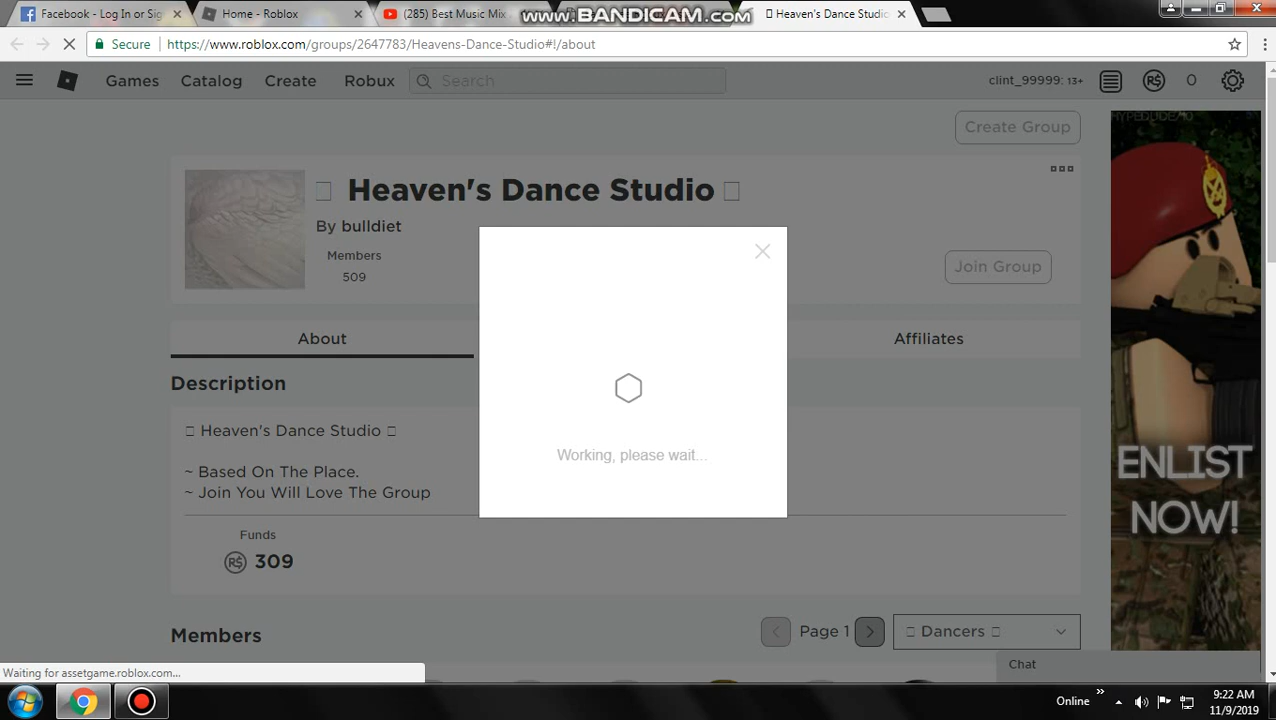 Facebook - Log In or Sig
Home - Roblox
(285) Best Music Mix
www.BANDICAM.com
Heaven's Dance Studio
Secure
https://www.roblox.com/groups/2647783/Heavens-Dance-Studio#!/about
Games
Catalog
Create
Robux
Search
clint_99999: 13+
0
Create Group
Heaven's Dance Studio
By bulldiet
Members
509
Join Group
About
Affiliates
Description
Heaven's Dance Studio
~ Based On The Place.
~ Join You Will Love The Group
Funds
309
Working, please wait...
ENLIST
NOW!
Members
Page 1
Dancers
Chat
Waiting for assetgame.roblox.com...
Online
9:22 AM
11/9/2019